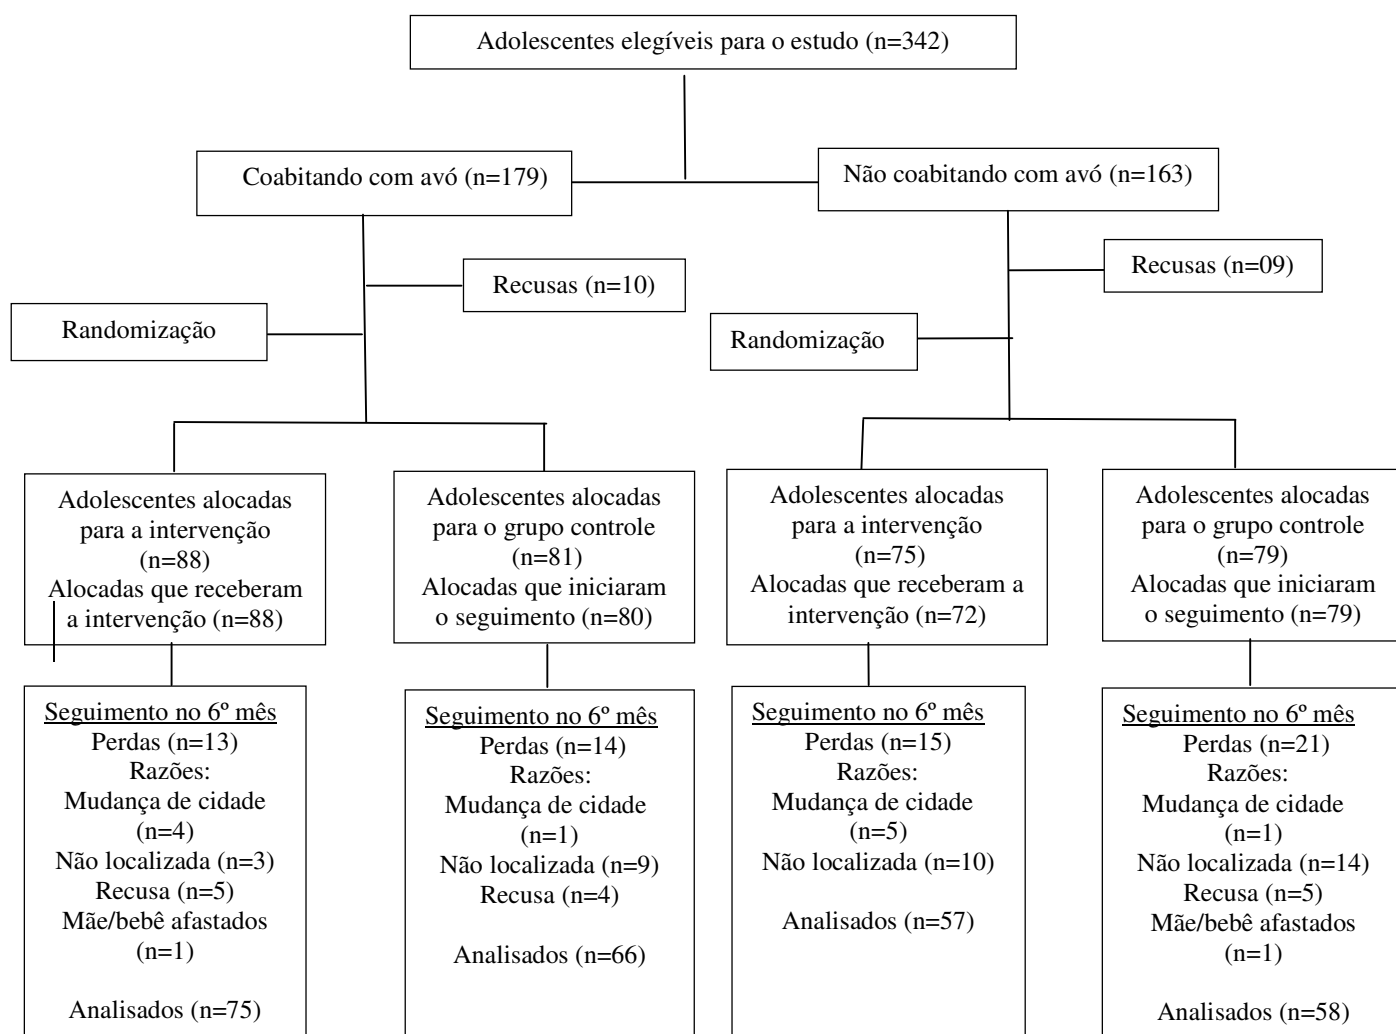 Adolescentes elegíveis para o estudo (n=342)
Coabitando com avó (n=179)
Não coabitando com avó (n=163)
Recusas (n=10)
Recusas (n=09)
Randomização
Randomização
Adolescentes alocadas
para a intervenção
(n=88)
Alocadas que receberam
a intervenção (n=88)
Adolescentes alocadas
para o grupo controle
(n=81)
Alocadas que iniciaram
o seguimento (n=80)
Adolescentes alocadas
para a intervenção
(n=75)
Alocadas que receberam a
intervenção (n=72)
Adolescentes alocadas
para o grupo controle
(n=79)
Alocadas que iniciaram
o seguimento (n=79)
Seguimento no 6º mês
Perdas (n=13)
Razões:
Mudança de cidade
(n=4)
Não localizada (n=3)
Recusa (n=5)
Mãe/bebê afastados
(n=1)
Analisados (n=75)
Seguimento no 6º mês
Perdas (n=14)
Razões:
Mudança de cidade
(n=1)
Não localizada (n=9)
Recusa (n=4)
Analisados (n=66)
Seguimento no 6º mês
Perdas (n=15)
Razões:
Mudança de cidade
(n=5)
Não localizada (n=10)
Analisados (n=57)
Seguimento no 6º mês
Perdas (n=21)
Razões:
Mudança de cidade
(n=1)
Não localizada (n=14)
Recusa (n=5)
Mãe/bebê afastados
(n=1)
Analisados (n=58)